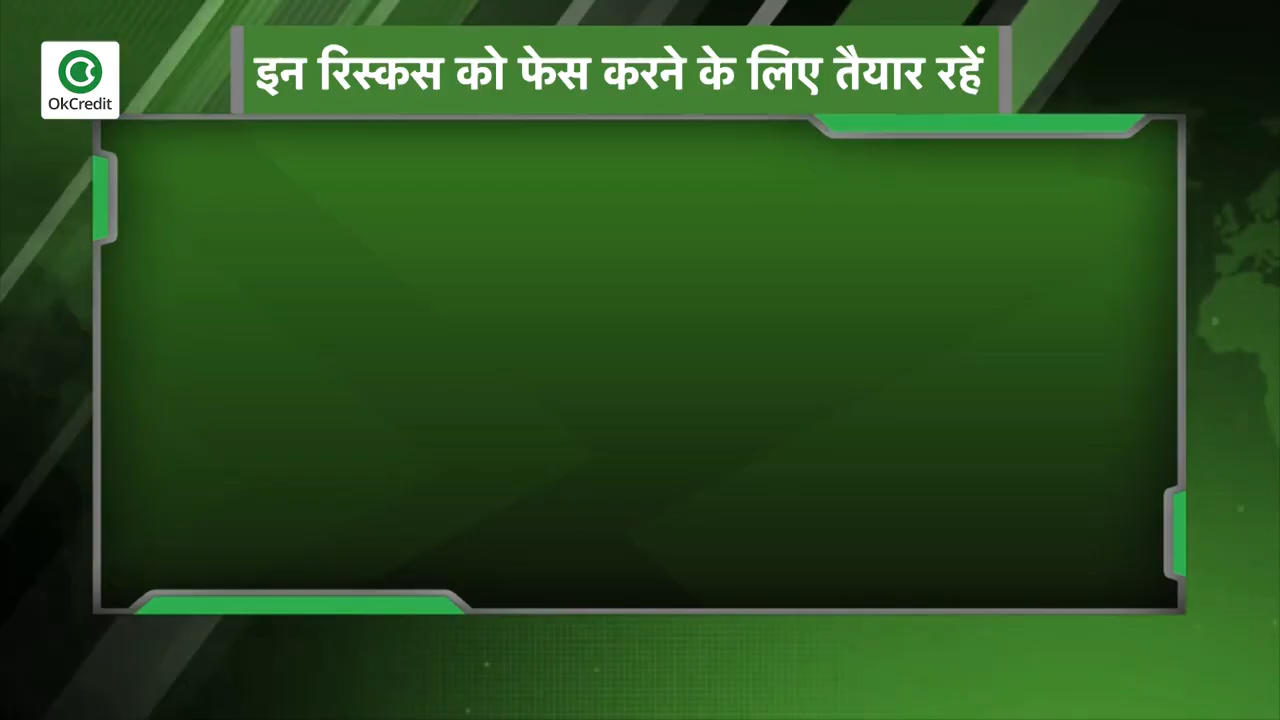 इन रिस्कस को फेस करने के लिए तैयार रहें
OkCredit